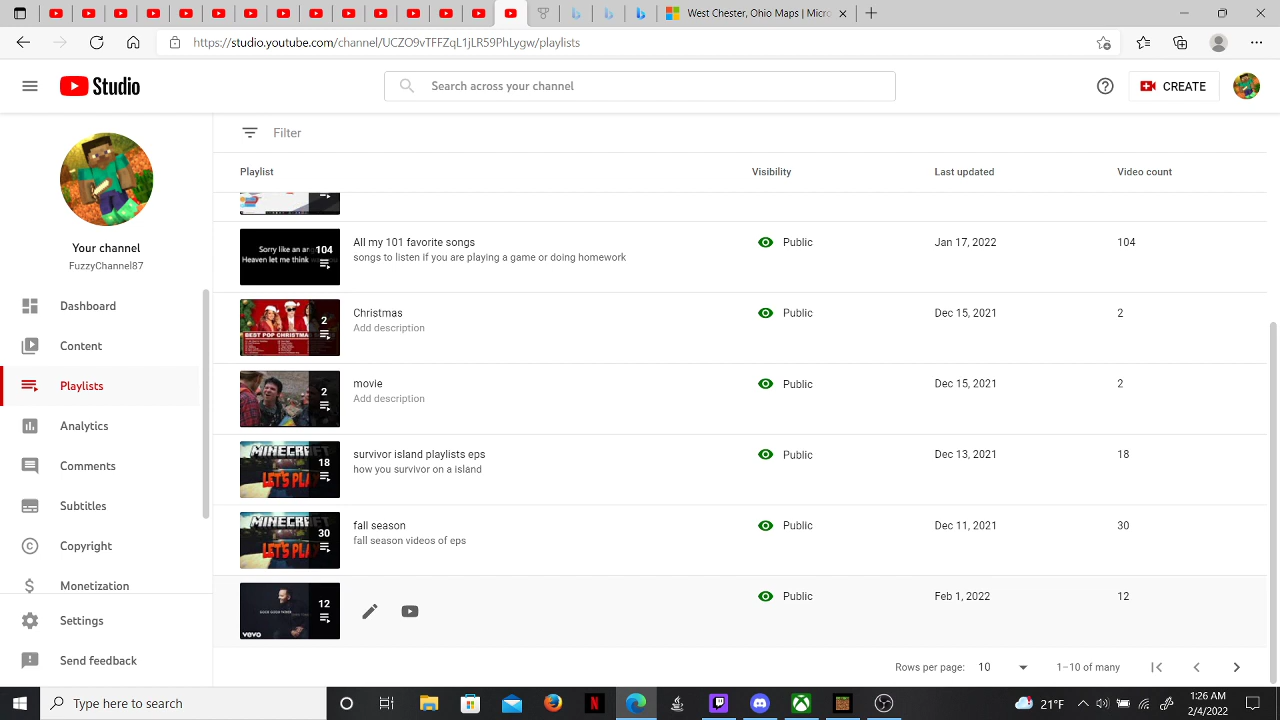 West Chester Online Map | Micro
https://studio.youtube.com/channel/UCZO9vTFFZqL1jLR59PhLygw/playlists
Studio
Search across your channel
CREATE
Your channel
FuzzyChannel87
Dashboard
Content
Playlists
Analytics
Comments
Subtitles
Copyright
Monetization
Settings
Send feedback
Filter
Playlist Visibility Last updated Video count
Sorry like an
Heaven let me think
104
All my 101 favorite songs
songs to listen if you are playing a game or doing homework
Public Jan 17, 2022 104
BEST POP CHRISTMA
2
Christmas
Add description
Public Dec 15, 2021 2
2
movie
Add description
Public Dec 15, 2021 2
MINECRAFT
LET'S PLA
18
survivor island playlists eps
how you survivor on a island
Public Dec 13, 2021 18
MINECRAFT
LET'S PLA
30
fall season
fall season videos of eps
Public Dec 11, 2021 30
vevo
12
Public Feb 1, 2022 12
Rows per page: 10 1–10 of many
Type here to search
21°F
1:26 AM
2/4/2022